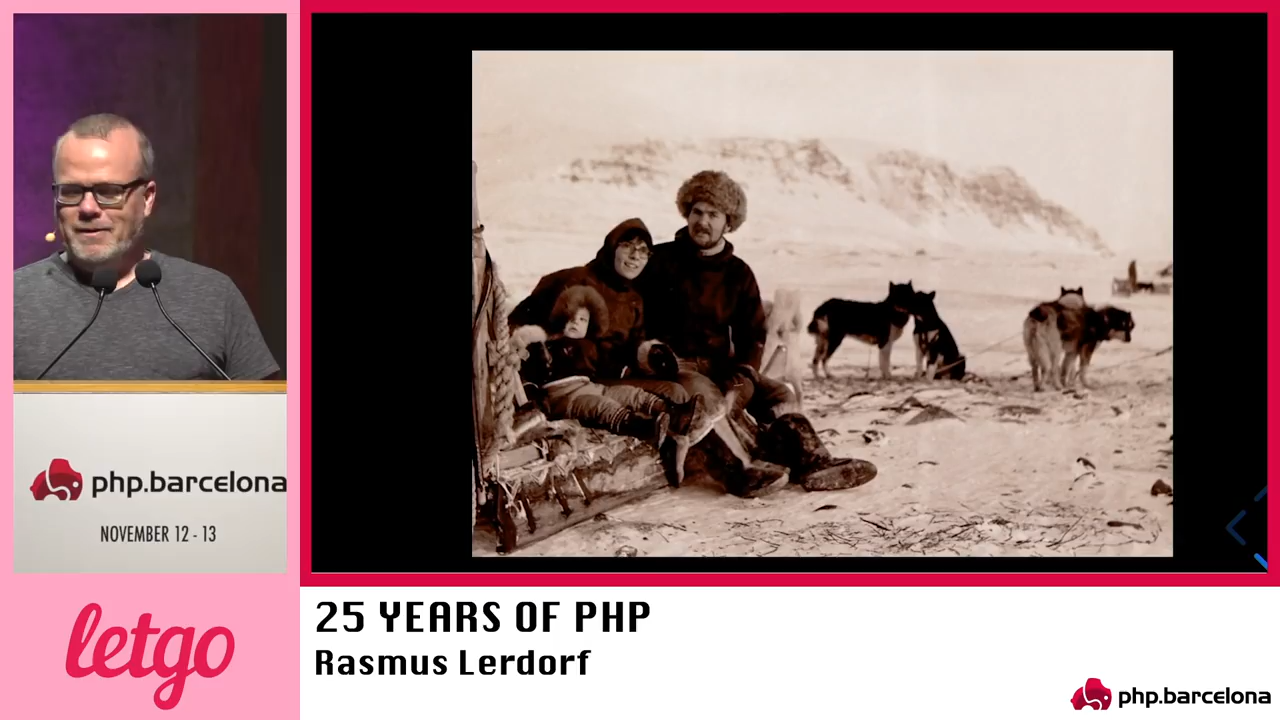 php.barcelona
NOVEMBER 12 - 13
letgo
25 YEARS OF PHP
Rasmus Lerdorf
php.barcelona